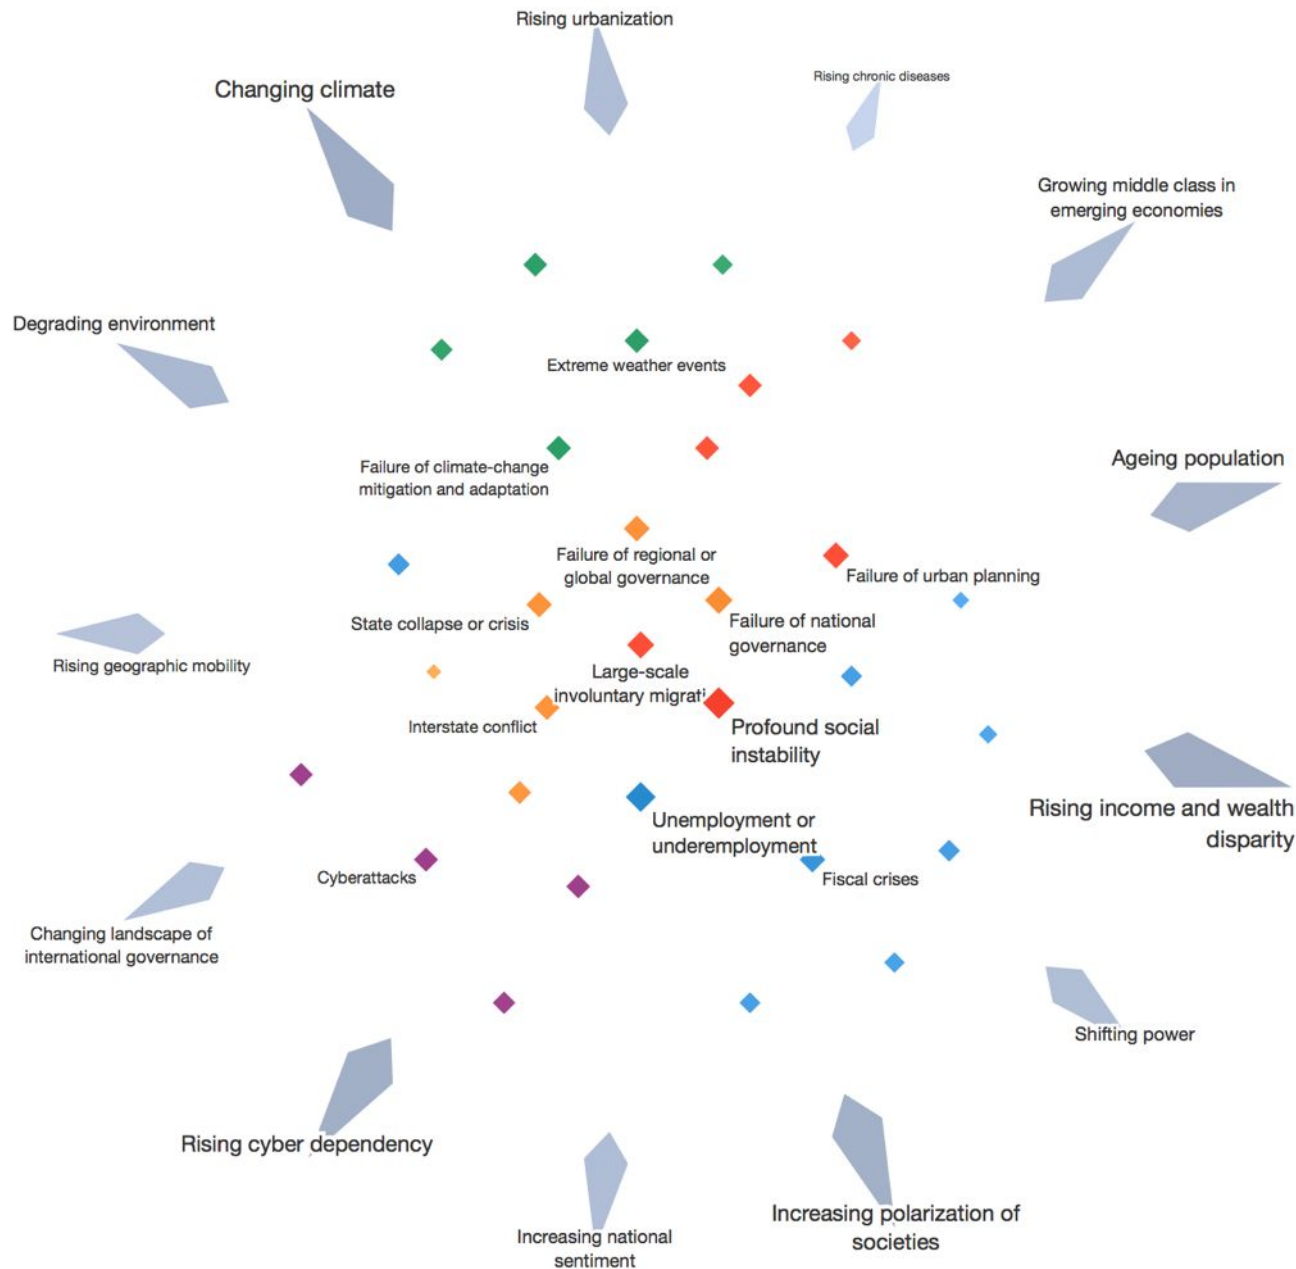 Rising urbanization
Rising chronic diseases
Changing climate
Growing middle class in
emerging economies
Degrading environment
Extreme weather events
Ageing population
Failure of climate-change
mitigation and adaptation
Failure of regional or
global governance
Failure of urban planning
State collapse or crisis
Failure of national
governance
Rising geographic mobility
Large-scale
involuntary migrati
Interstate conflict
Profound social
instability
Rising income and wealth
disparity
Unemployment or
underemployment
Cyberattacks
Fiscal crises
Changing landscape of
international governance
Shifting power
Rising cyber dependency
Increasing polarization of
societies
Increasing national
sentiment